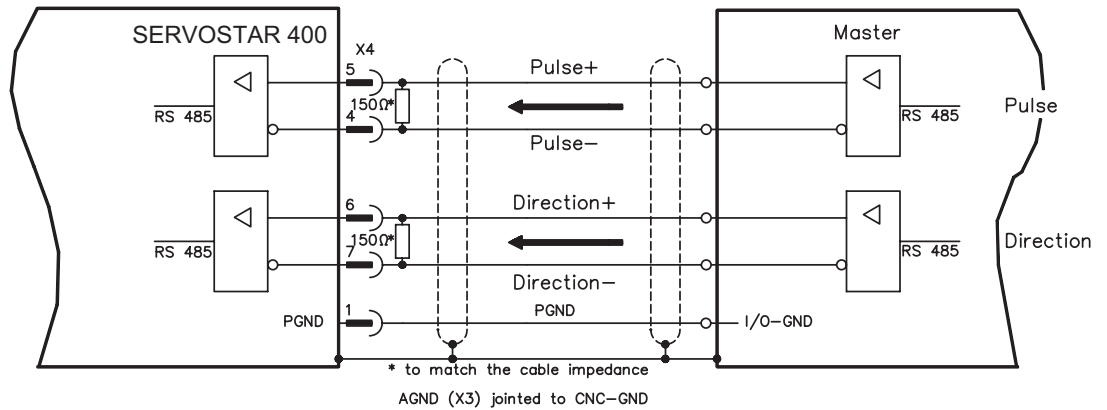 SERVOSTAR 400
X4
Master
5
Pulse+
150Ω*
RS 485
RS 485
Pulse
4
Pulse-
6
Direction+
150Ω*
RS 485
RS 485
Direction
7
Direction-
1
PGND
PGND
I/O-GND
* to match the cable impedance
AGND (X3) jointed to CNC-GND